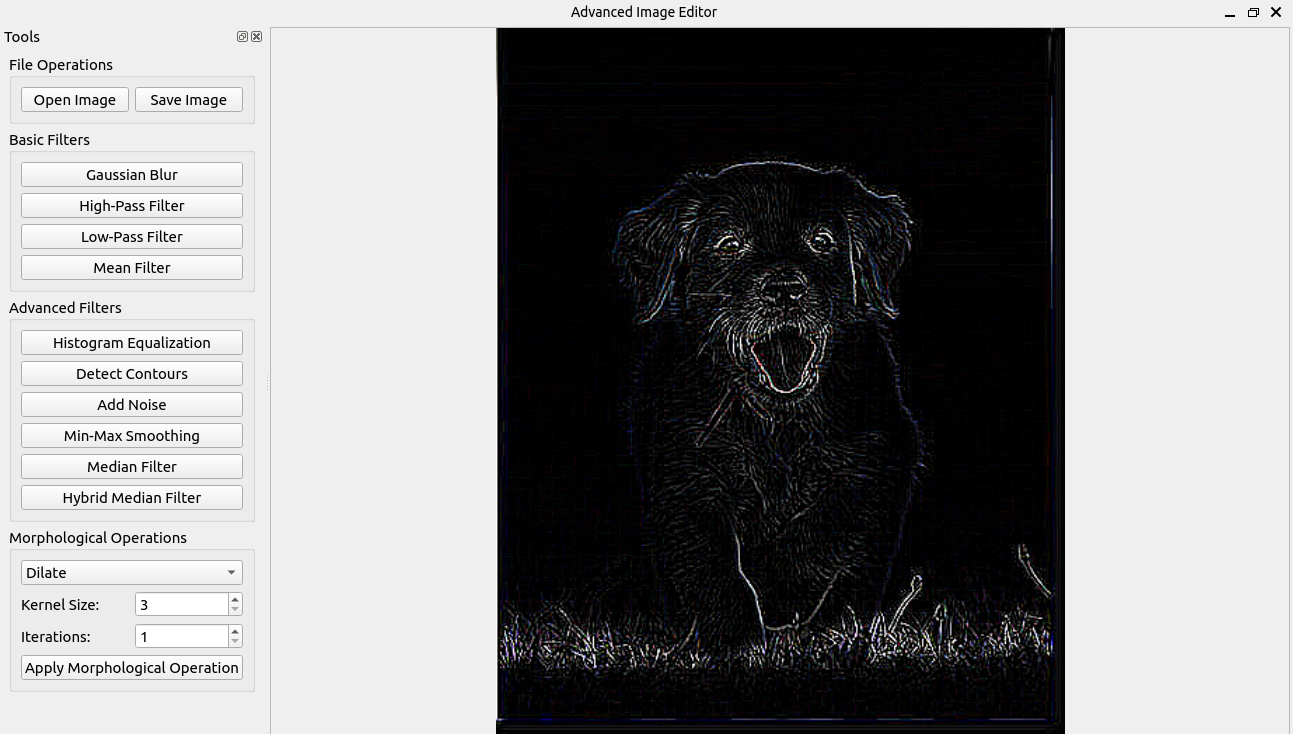 Advanced Image Editor
Tools
File Operations
Open Image Save Image
Basic Filters
Gaussian Blur
High-Pass Filter
Low-Pass Filter
Mean Filter
Advanced Filters
Histogram Equalization
Detect Contours
Add Noise
Min-Max Smoothing
Median Filter
Hybrid Median Filter
Morphological Operations
Dilate
Kernel Size: 3
Iterations: 1
Apply Morphological Operation